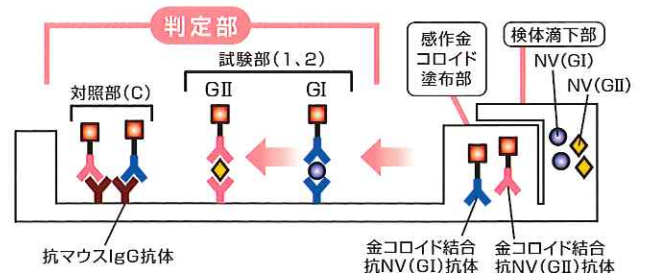 判定部
試験部(1、2)
対照部(C)
GII
GI
感作金
コロイド
塗布部
検体滴下部
NV(GI)
NV(GII)
抗マウスIgG抗体
金コロイド結合
抗NV(GI)抗体
金コロイド結合
抗NV(GII)抗体